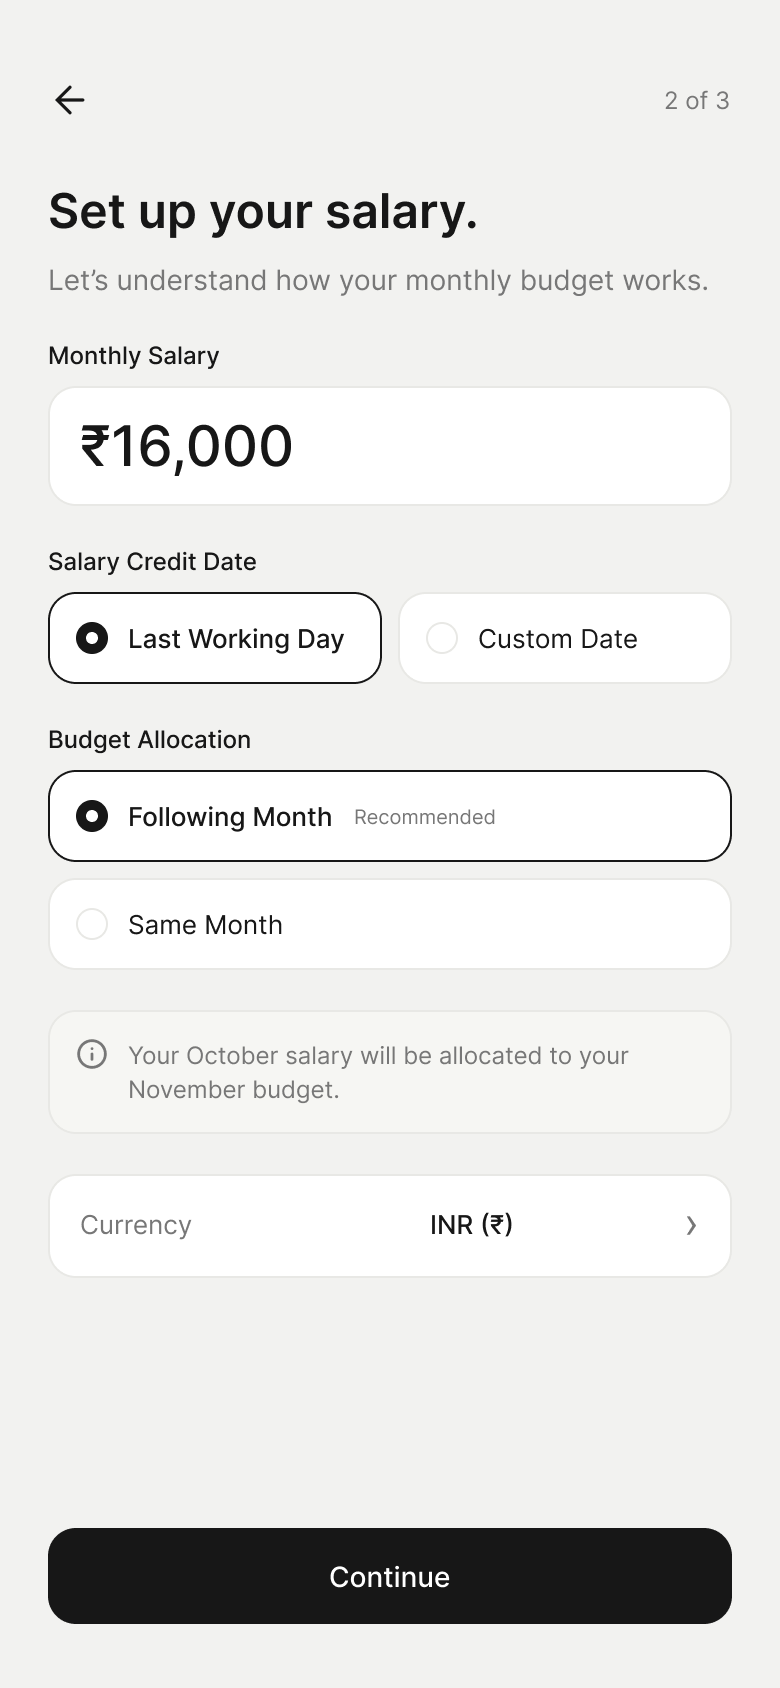 2 of 3
Set up your salary.
Let’s understand how your monthly budget works.
Monthly Salary
₹16,000
Salary Credit Date
Last Working Day
Custom Date
Budget Allocation
Following Month Recommended
Same Month
Your October salary will be allocated to your
November budget.
Currency INR (₹)
Continue